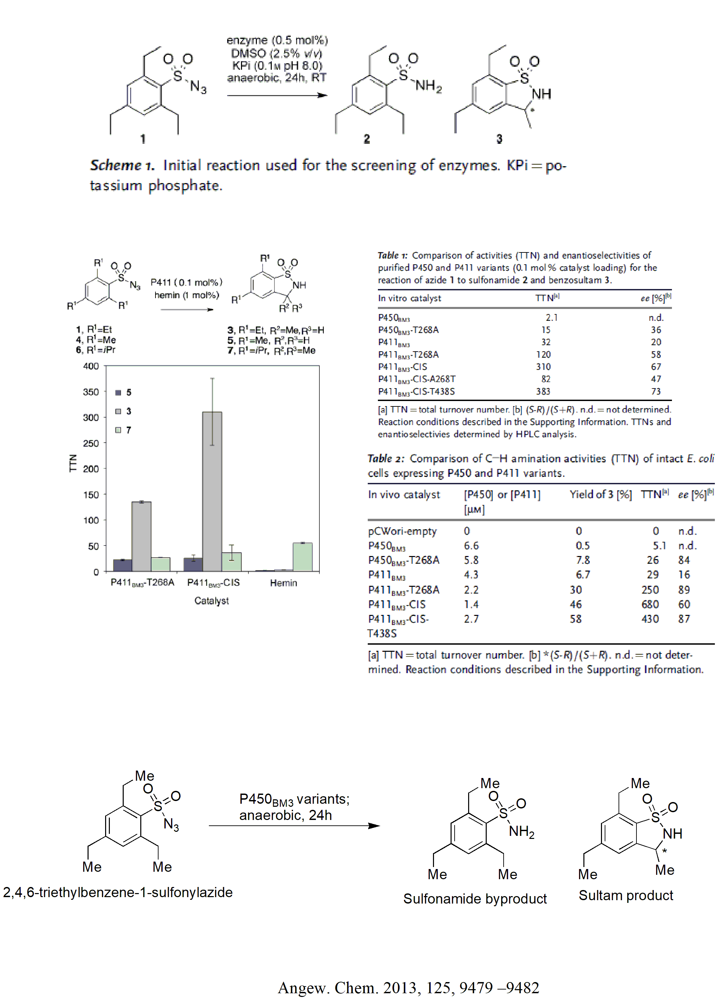 enzyme (0.5 mol%)
DMSO (2.5% v/v)
KPi (0.1M pH 8.0)
anaerobic, 24h, RT
O O
S
N3
1
O O
S
NH2
2
O O
S
NH
*
3
Scheme 1. Initial reaction used for the screening of enzymes. KPi = po-
tassium phosphate.
R1
O O
S
N3
R1
R1
P411 (0.1 mol%)
hemin (1 mol%)
R1
O O
S
NH
R1
R2 R3
1, R1=Et
4, R1=Me
6, R1=iPr
3, R1=Et, R2=Me,R3=H
5, R1=Me, R2,R3=H
7, R1=iPr, R2,R3=Me
400
350
300
250
200
150
100
50
0
TTN
5
3
7
P411BM3-T268A P411BM3-CIS Hemin
Catalyst
Table 1: Comparison of activities (TTN) and enantioselectivities of
purified P450 and P411 variants (0.1 mol% catalyst loading) for the
reaction of azide 1 to sulfonamide 2 and benzosultam 3.
In vitro catalyst TTN[a] ee [%][b]
P450BM3 2.1 n.d.
P450BM3-T268A 15 36
P411BM3 32 20
P411BM3-T268A 120 58
P411BM3-CIS 310 67
P411BM3-CIS-A268T 82 47
P411BM3-CIS-T438S 383 73
[a] TTN = total turnover number. [b] (S-R)/(S+R). n.d. = not determined.
Reaction conditions described in the Supporting Information. TTNs and
enantioselectivies determined by HPLC analysis.
Table 2: Comparison of C–H amination activities (TTN) of intact E. coli
cells expressing P450 and P411 variants.
In vivo catalyst [P450] or [P411] Yield of 3 [%] TTN[a] ee [%][b]
[μM]
pCWori-empty 0 0 0 n.d.
P450BM3 6.6 0.5 5.1 n.d.
P450BM3-T268A 5.8 7.8 26 84
P411BM3 4.3 6.7 29 16
P411BM3-T268A 2.2 30 250 89
P411BM3-CIS 1.4 46 680 60
P411BM3-CIS- 2.7 58 430 87
T438S
[a] TTN = total turnover number. [b] *(S-R)/(S+R). n.d. = not deter-
mined. Reaction conditions described in the Supporting Information.
Me
O
O
S
N3
Me
Me
2,4,6-triethylbenzene-1-sulfonylazide
P450BM3 variants;
anaerobic, 24h
Me
O
O
S
NH2
Me
Me
Sulfonamide byproduct
Me
O
O
S
NH
*
Me
Me
Sultam product
Angew. Chem. 2013, 125, 9479 –9482